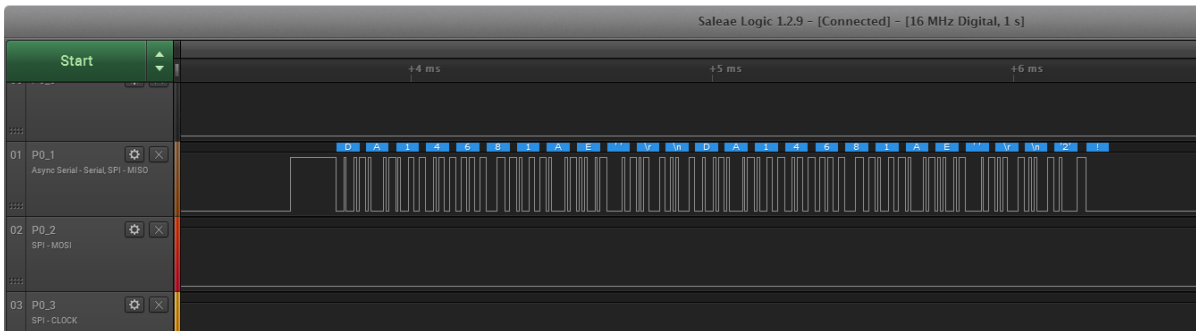 Saleae Logic 1.2.9 - [Connected] - [16 MHz Digital, 1 s]
Start
+4 ms
+5 ms
+6 ms
01 P0_1
Async Serial - Serial, SPI - MISO
D A 1 4 6 8 1 A E ' ' \r \n D A 1 4 6 8 1 A E ' ' \r \n '2' !
02 P0_2
SPI - MOSI
03 P0_3
SPI - CLOCK